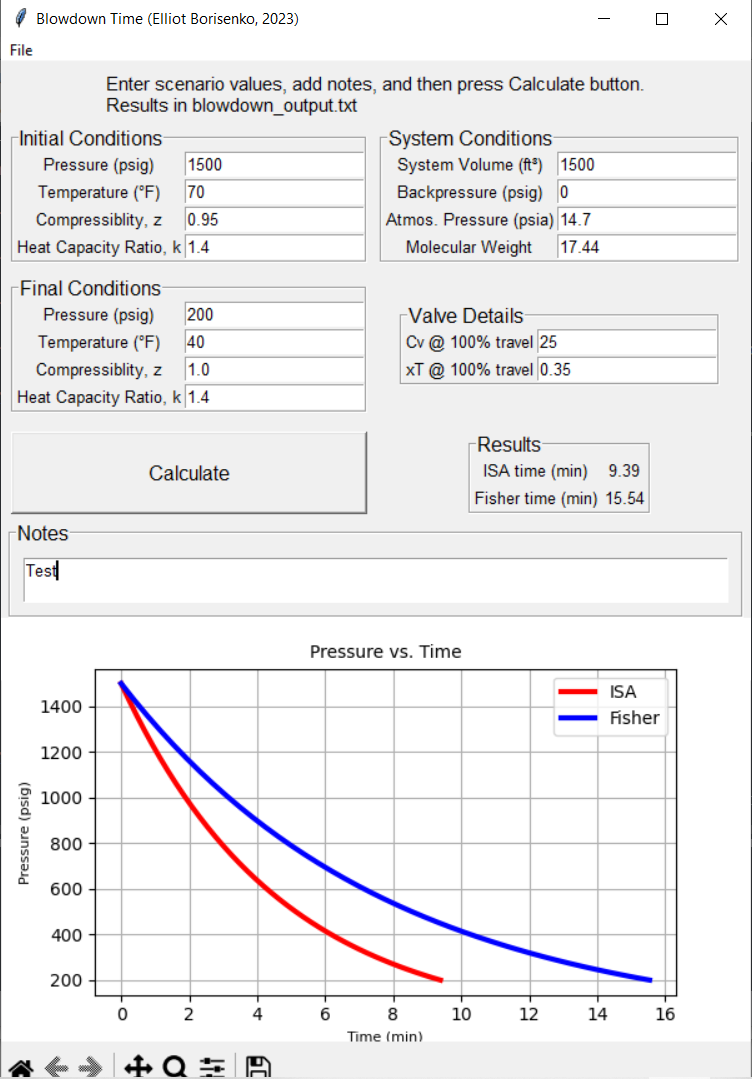 Blowdown Time (Elliot Borisenko, 2023)
File
Enter scenario values, add notes, and then press Calculate button.
Results in blowdown_output.txt
Initial Conditions
Pressure (psig) 1500
Temperature (°F) 70
Compressiblity, z 0.95
Heat Capacity Ratio, k 1.4
System Conditions
System Volume (ft³) 1500
Backpressure (psig) 0
Atmos. Pressure (psia) 14.7
Molecular Weight 17.44
Final Conditions
Pressure (psig) 200
Temperature (°F) 40
Compressiblity, z 1.0
Heat Capacity Ratio, k 1.4
Valve Details
Cv @ 100% travel 25
xT @ 100% travel 0.35
Calculate
Results
ISA time (min) 9.39
Fisher time (min) 15.54
Notes
Test
Pressure vs. Time
ISA
Fisher
Pressure (psig)
1400
1200
1000
800
600
400
200
0 2 4 6 8 10 12 14 16
Time (min)